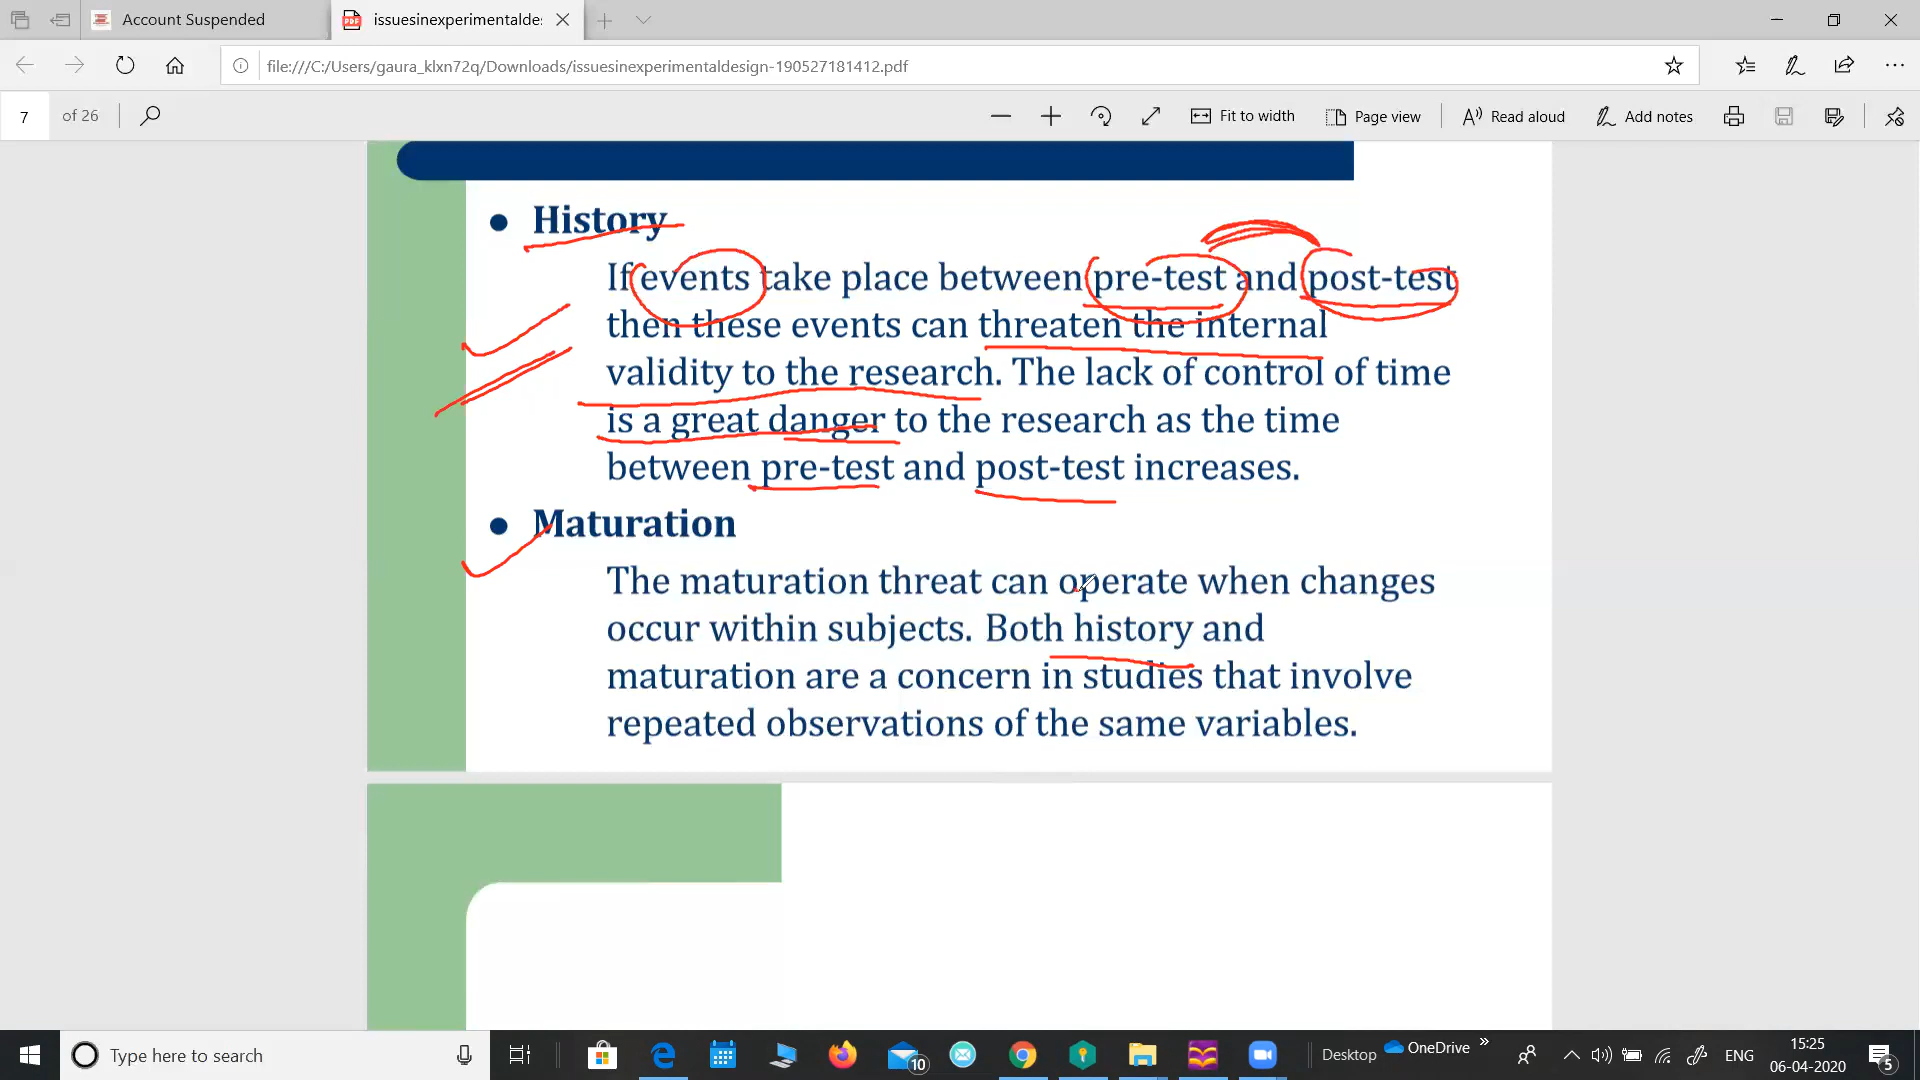 Account Suspended
issuesinexperimentaldes
file:///C:/Users/gaura_klxn72q/Downloads/issuesinexperimentaldesign-190527181412.pdf
7 of 26
Fit to width
Page view
Read aloud
Add notes
History
If events take place between pre-test and post-test
then these events can threaten the internal
validity to the research. The lack of control of time
is a great danger to the research as the time
between pre-test and post-test increases.
Maturation
The maturation threat can operate when changes
occur within subjects. Both history and
maturation are a concern in studies that involve
repeated observations of the same variables.
Type here to search
10
Desktop
OneDrive
ENG
15:25
06-04-2020
5